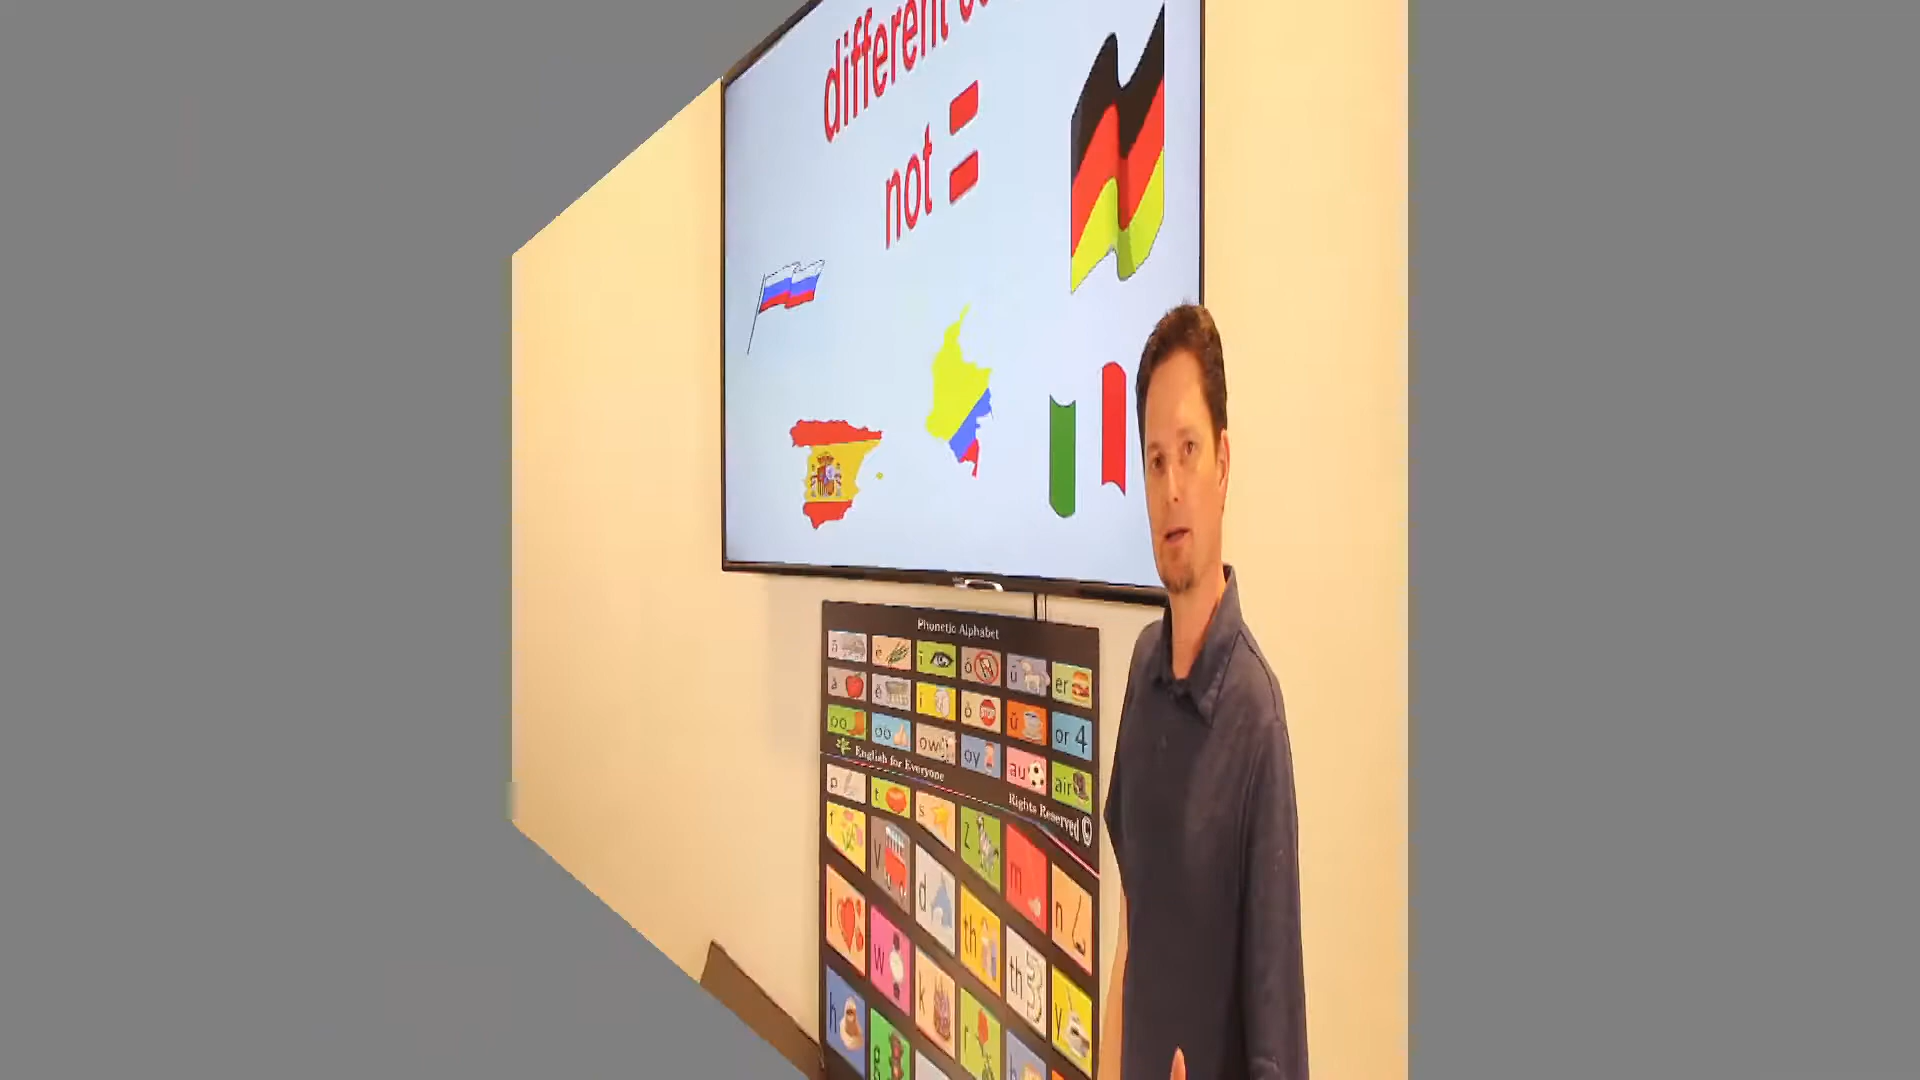 different
not =
Phonetic Alphabet
ā ē ī ō ū er
ă ĕ ĭ ŏ ŭ or 4
oo oo ow oy au air
English for Everyone
Rights Reserved ©
p t s z m n
f v d th th y
j w k r b
h g